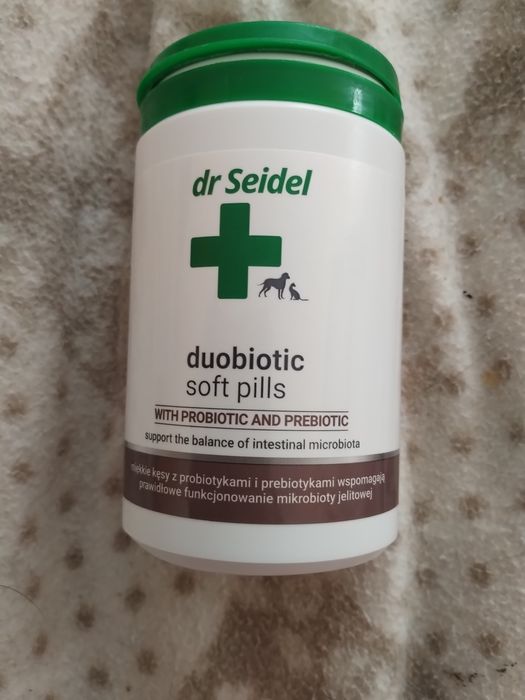 dr Seidel
duobiotic
soft pills
WITH PROBIOTIC AND PREBIOTIC
support the balance of intestinal microbiota
miękkie kęsy z probiotykami i prebiotykami wspomagają
prawidłowe funkcjonowanie mikrobioty jelitowej